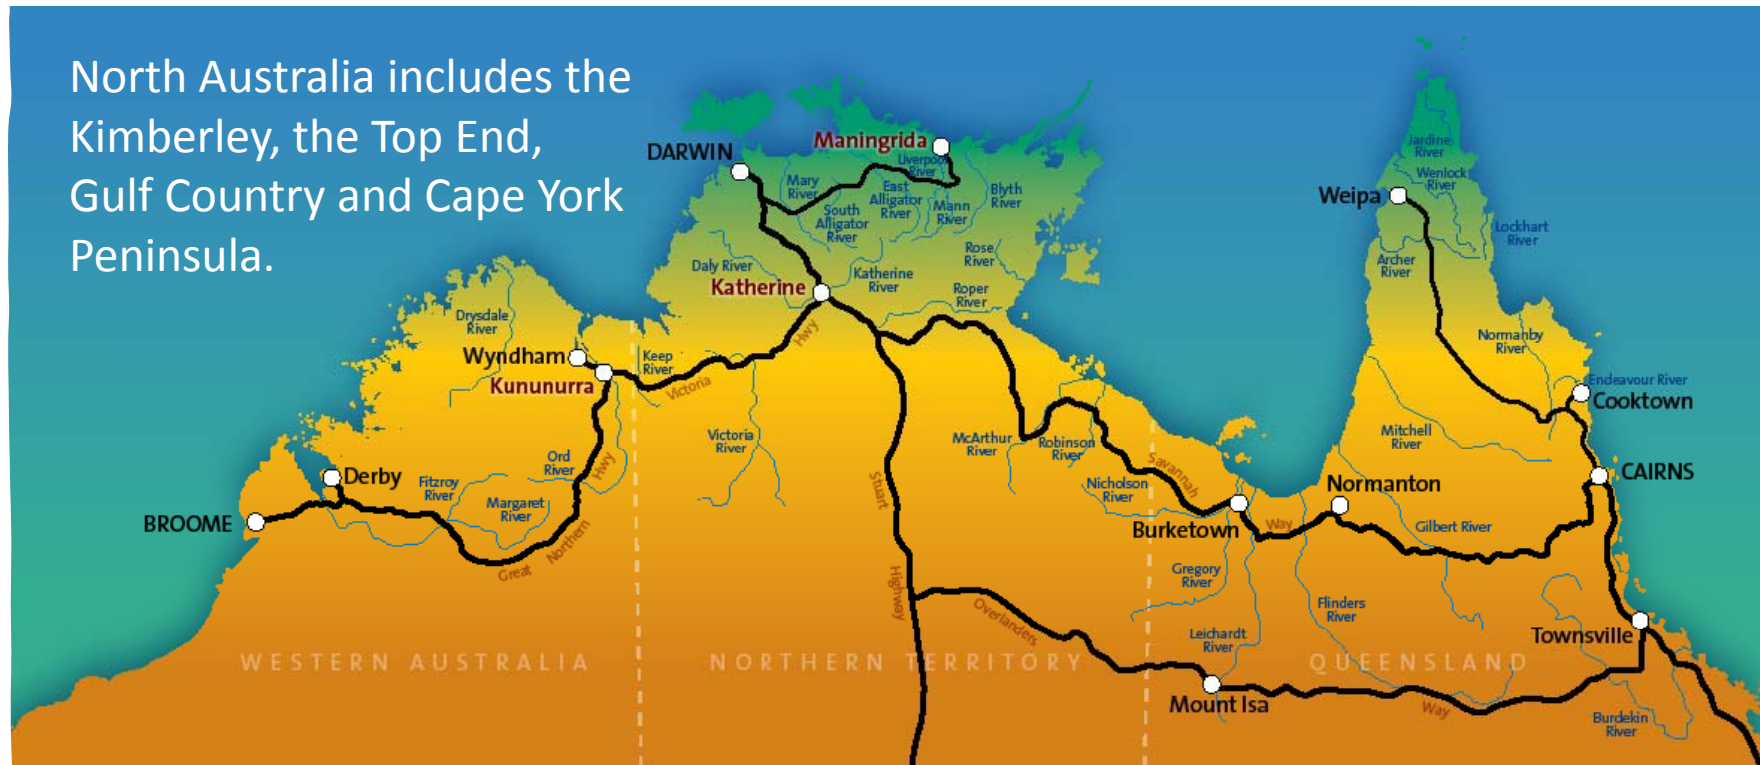 North Australia includes the
Kimberley, the Top End,
Gulf Country and Cape York
Peninsula.
DARWIN
Maningrida
Liverpool
River
Mary
River
East
Alligator
River
Blyth
River
South
Alligator
River
Mann
River
Daly River
Katherine
Katherine
River
Rose
River
Roper
River
Drysdale
River
Wyndham
Kununurra
Keep
River
Victoria
Hwy
Victoria
River
Ord
River
Hwy
Derby
Fitzroy
River
Margaret
River
BROOME
Great
Northern
Stuart
Highway
McArthur
River
Robinson
River
Nicholson
River
Savannah
Way
Burketown
Normanton
Gregory
River
Leichardt
River
Flinders
River
Gilbert River
Mitchell
River
Jardine
River
Wenlock
River
Weipa
Lockhart
River
Archer
River
Normanby
River
Endeavour River
Cooktown
CAIRNS
Townsville
Overlanders
Way
Mount Isa
Burdekin
River
WESTERN AUSTRALIA
NORTHERN TERRITORY
QUEENSLAND